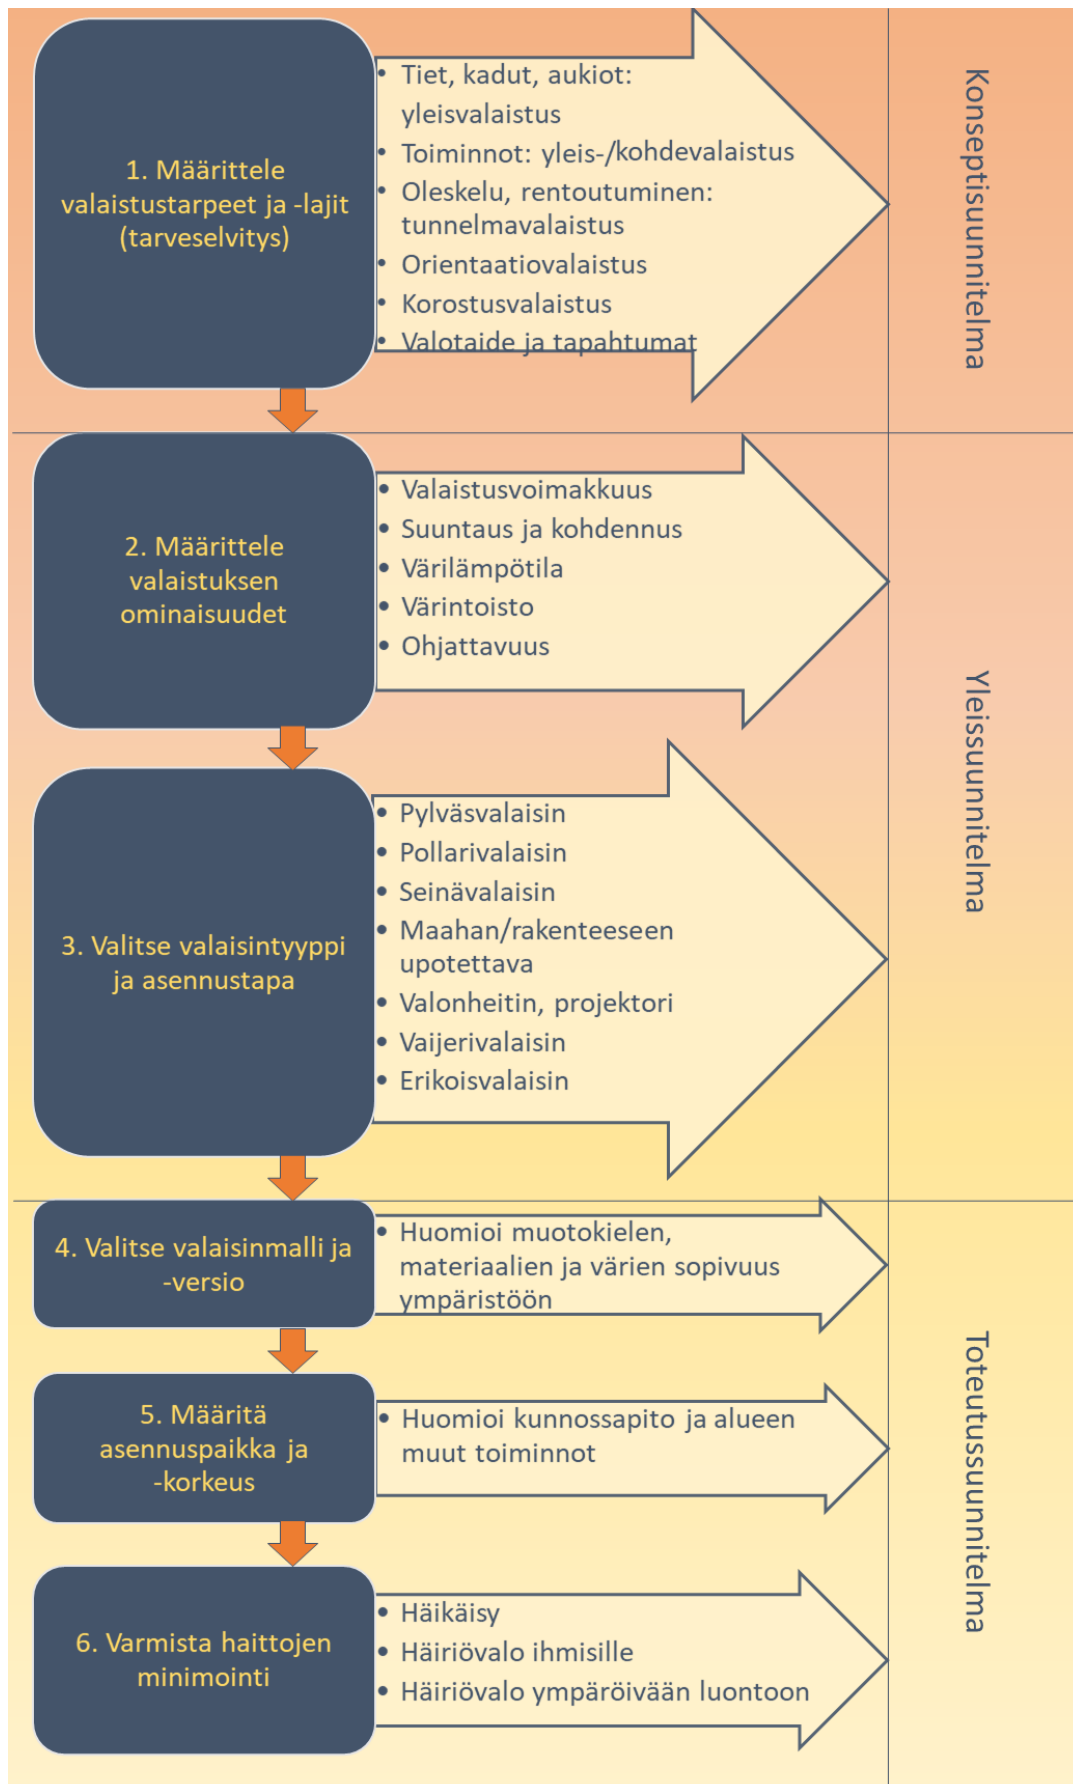 1. Määrittele
valaistustarpeet ja -lajit
(tarveselvitys)
• Tiet, kadut, aukiot:
yleisvalaistus
• Toiminnot: yleis-/kohdevalaistus
• Oleskelu, rentoutuminen:
tunnelmavalaistus
• Orientaatiovalaistus
• Korostusvalaistus
• Valotaide ja tapahtumat
Konseptisuunnitelma
2. Määrittele
valaistuksen
ominaisuudet
• Valaistusvoimakkuus
• Suuntaus ja kohdennus
• Värilämpötila
• Värintoisto
• Ohjattavuus
3. Valitse valaisintyyppi
ja asennustapa
• Pylväsvalaisin
• Pollarivalaisin
• Seinävalaisin
• Maahan/rakenteeseen
upotettava
• Valonheitin, projektori
• Vaijerivalaisin
• Erikoisvalaisin
Yleissuunnitelma
4. Valitse valaisinmalli ja
-versio
• Huomioi muotokielen,
materiaalien ja värien sopivuus
ympäristöön
5. Määritä
asennuspaikka ja
-korkeus
• Huomioi kunnossapito ja alueen
muut toiminnot
6. Varmista haittojen
minimointi
• Häikäisy
• Häiriövalo ihmisille
• Häiriövalo ympäröivään luontoon
Toteutussuunnitelma